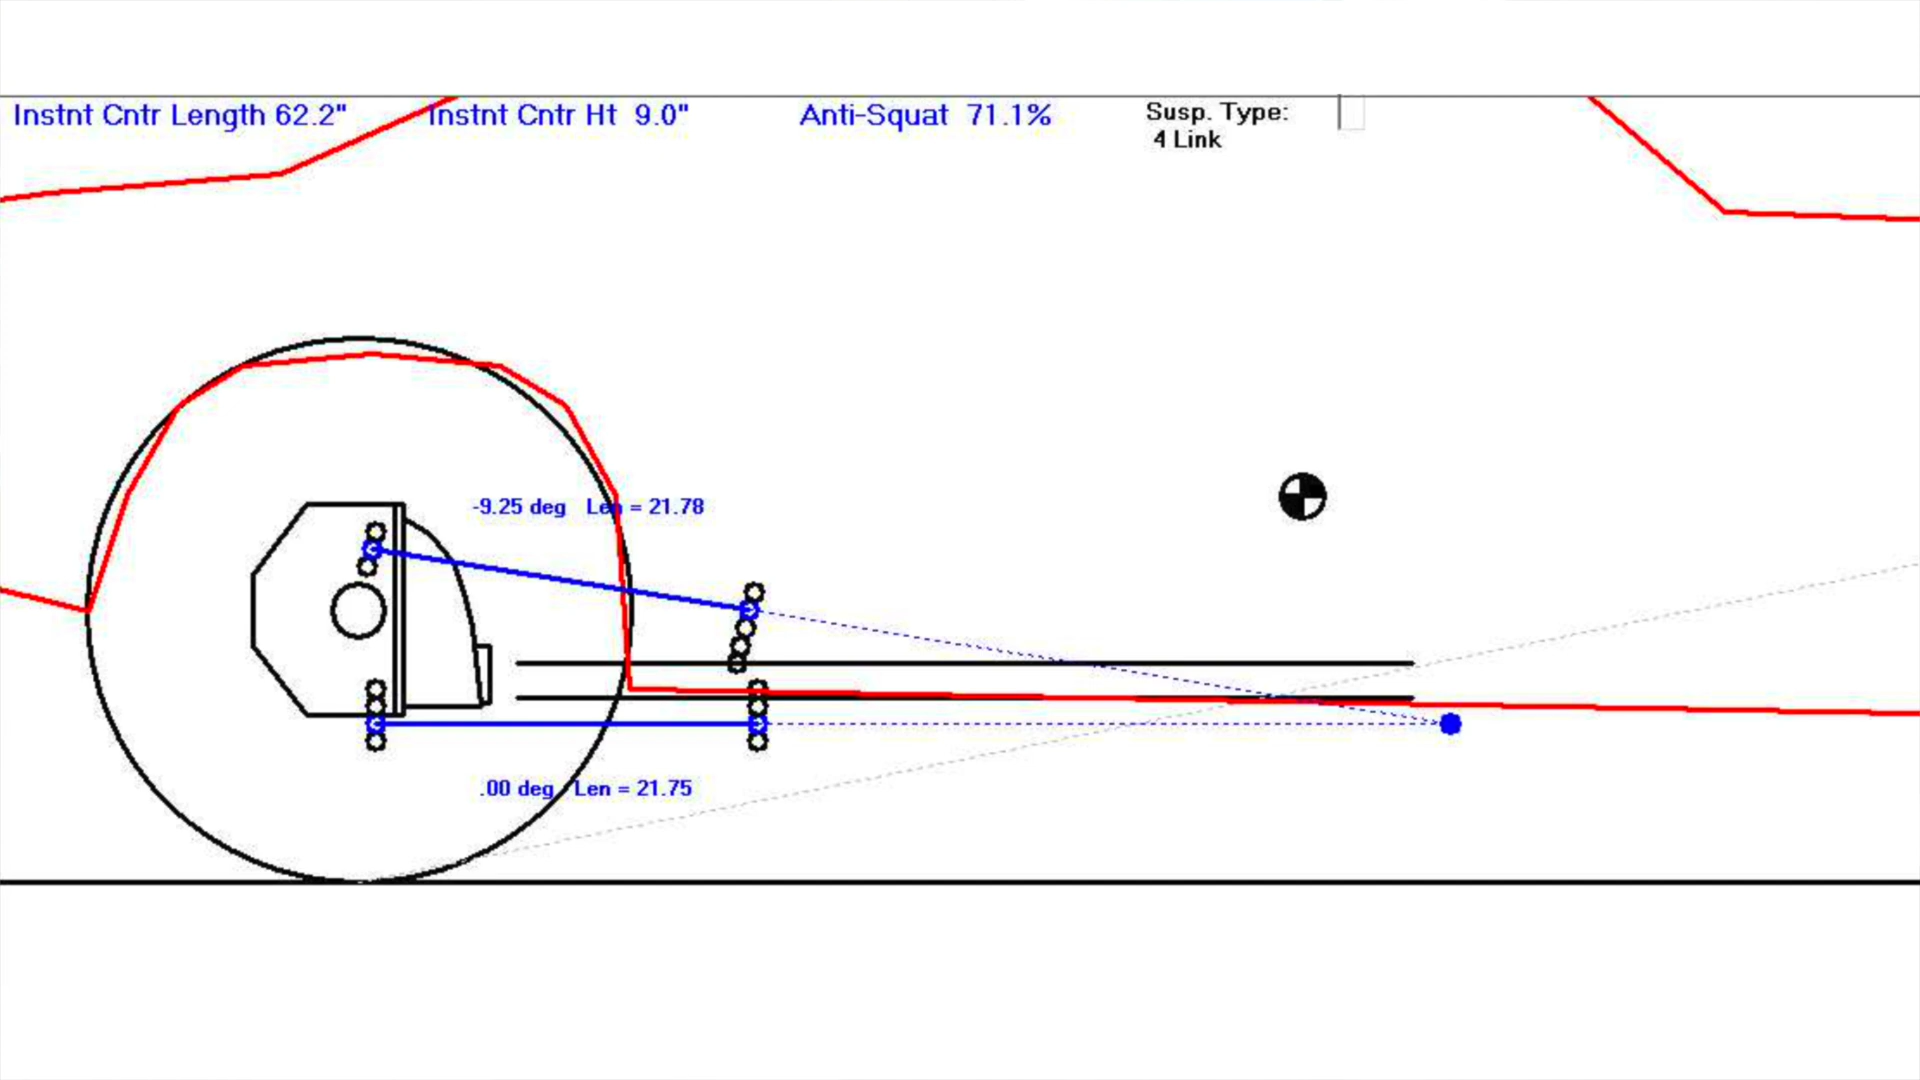 Instnt Cntr Length 62.2" Instnt Cntr Ht 9.0" Anti-Squat 71.1% Susp. Type:
4 Link
-9.25 deg Len = 21.78
.00 deg Len = 21.75